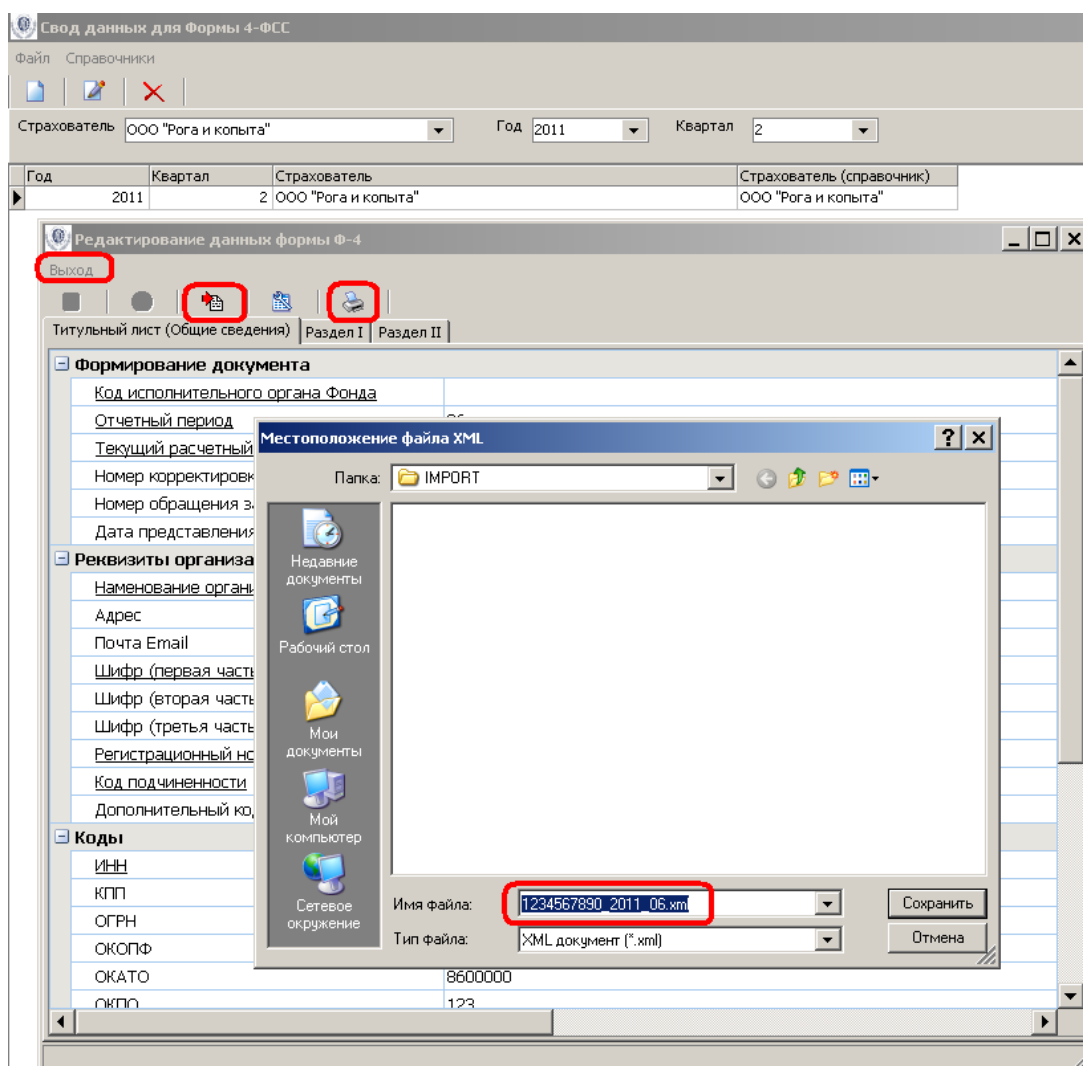 Свод данных для Формы 4-ФСС
Файл Справочники
Страхователь ООО "Рога и копыта" Год 2011 Квартал 2
Год Квартал Страхователь Страхователь (справочник)
2011 2 ООО "Рога и копыта" ООО "Рога и копыта"
Редактирование данных формы Ф-4
Выход
Титульный лист (Общие сведения) Раздел I Раздел II
Формирование документа
Код исполнительного органа Фонда
Отчетный период
Местоположение файла XML
Текущий расчетный
Папка: IMPORT
Номер корректировк
Номер обращения з
Дата представления
Реквизиты организа
Недавние
документы
Наменование органи
Адрес
Почта Email
Рабочий стол
Шифр (первая часть
Шифр (вторая часть
Шифр (третья часть
Мои
документы
Регистрационный но
Код подчиненности
Дополнительный ко
Мой
компьютер
Коды
ИНН
КПП
Имя файла: 1234567890_2011_06.xml Сохранить
Сетевое
окружение
ОГРН
Тип файла: XML документ (*.xml) Отмена
ОКОПФ
ОКАТО 8600000
ОКПО 123